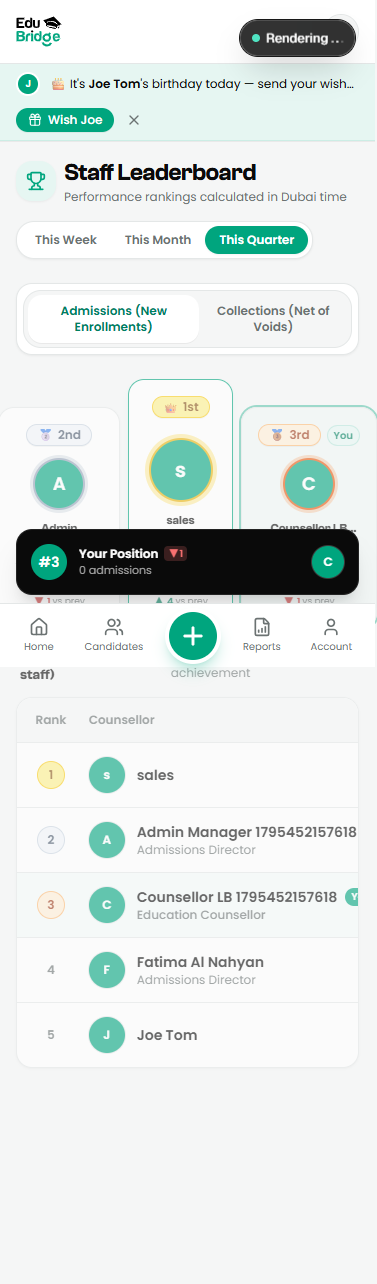 Edu
Bridge
Rendering ...
J
It's Joe Tom's birthday today — send your wish...
Wish Joe
Staff Leaderboard
Performance rankings calculated in Dubai time
This Week
This Month
This Quarter
Admissions (New Enrollments)
Collections (Net of Voids)
2nd
1st
3rd
You
A
s
C
Admin
sales
Counsellor LB...
#3
Your Position
▼1
0 admissions
C
▼ 1 vs prev
▲ 4 vs prev
▼ 1 vs prev
Home
Candidates
Reports
Account
staff)
achievement
Rank
Counsellor
1
s
sales
2
A
Admin Manager 1795452157618
Admissions Director
3
C
Counsellor LB 1795452157618
Y
Education Counsellor
4
F
Fatima Al Nahyan
Admissions Director
5
J
Joe Tom